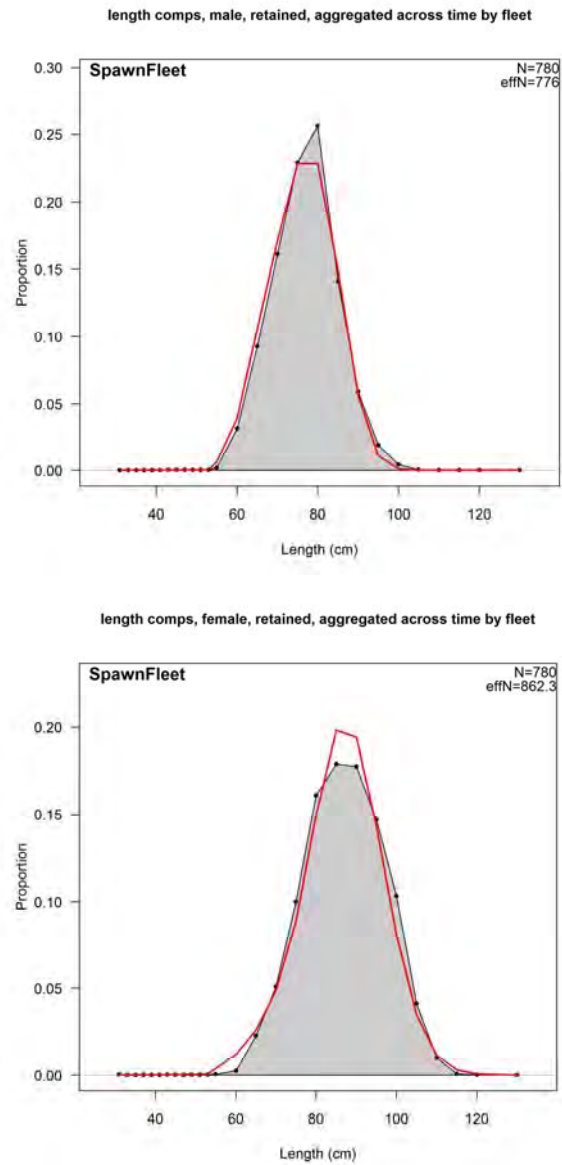 length comps, male, retained, aggregated across time by fleet
SpawnFleet
N=780
effN=776
0.30
0.25
0.20
0.15
0.10
0.05
0.00
Proportion
40 60 80 100 120
Length (cm)
length comps, female, retained, aggregated across time by fleet
SpawnFleet
N=780
effN=862.3
0.20
0.15
0.10
0.05
0.00
Proportion
40 60 80 100 120
Length (cm)